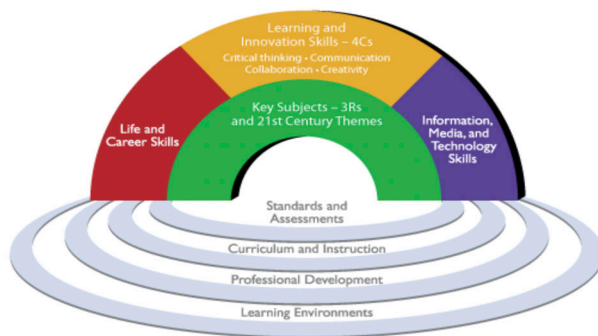 Learning and
Innovation Skills – 4Cs
Critical thinking • Communication
Collaboration • Creativity
Key Subjects – 3Rs
and 21st Century Themes
Life and
Career Skills
Information,
Media, and
Technology
Skills
Standards and
Assessments
Curriculum and Instruction
Professional Development
Learning Environments